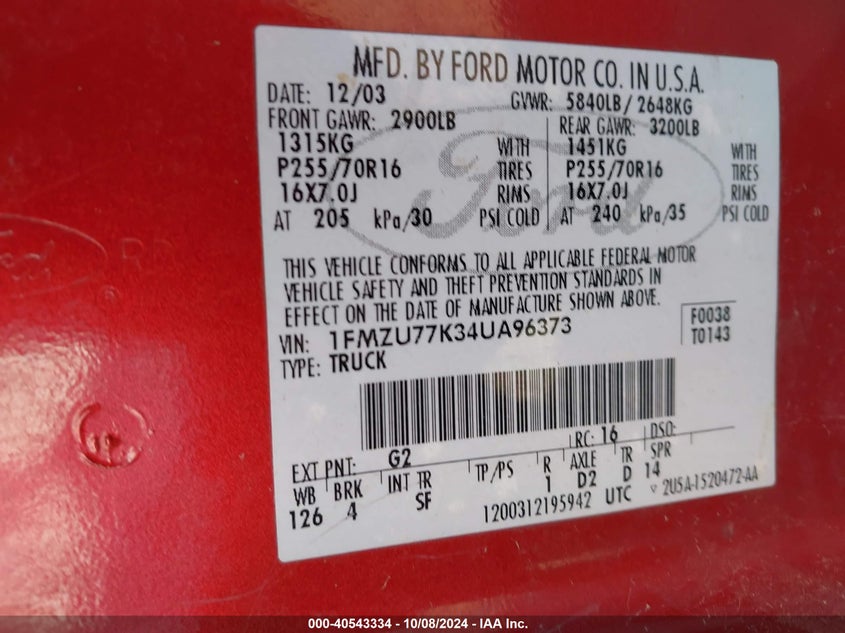 MFD. BY FORD MOTOR CO. IN U.S.A.
DATE: 12/03 GVWR: 5840LB/ 2648KG
FRONT GAWR: 2900LB REAR GAWR: 3200LB
1315KG WITH 1451KG WITH
P255/70R16 TIRES P255/70R16 TIRES
16X7.0J RIMS 16X7.0J RIMS
AT 205 kPa/30 PSI COLD AT 240 kPa/35 PSI COLD
Ford
THIS VEHICLE CONFORMS TO ALL APPLICABLE FEDERAL MOTOR
VEHICLE SAFETY AND THEFT PREVENTION STANDARDS IN
EFFECT ON THE DATE OF MANUFACTURE SHOWN ABOVE.
VIN: 1FMZU77K34UA96373 F0038
TYPE: TRUCK T0143
EXT PNT: G2 RC: 16 DSO:
WB BRK INT TR TP/PS R AXLE TR SPR
126 4 SF 1 D2 D 14
1200312195942 UTC ▽ 2U5A-1520472-AA
000-40543334 - 10/08/2024 - IAA Inc.